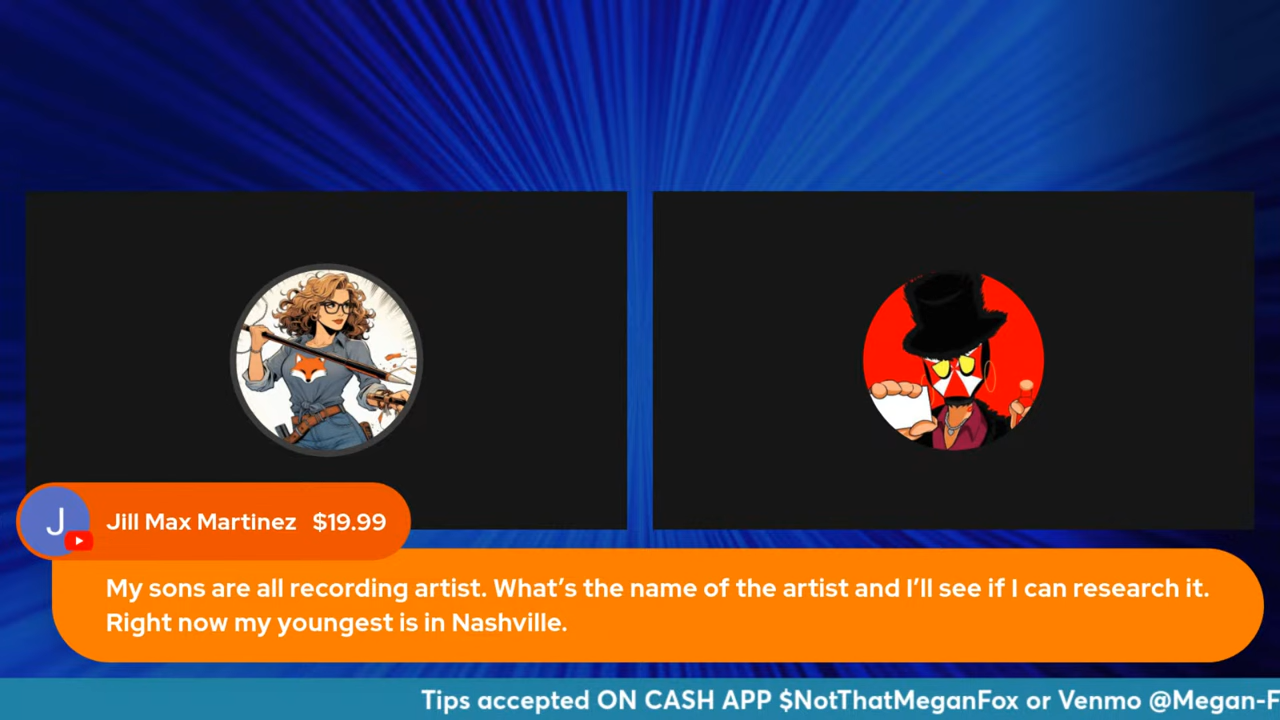 J
Jill Max Martinez $19.99
My sons are all recording artist. What’s the name of the artist and I’ll see if I can research it.
Right now my youngest is in Nashville.
Tips accepted ON CASH APP $NotThatMeganFox or Venmo @Megan-F